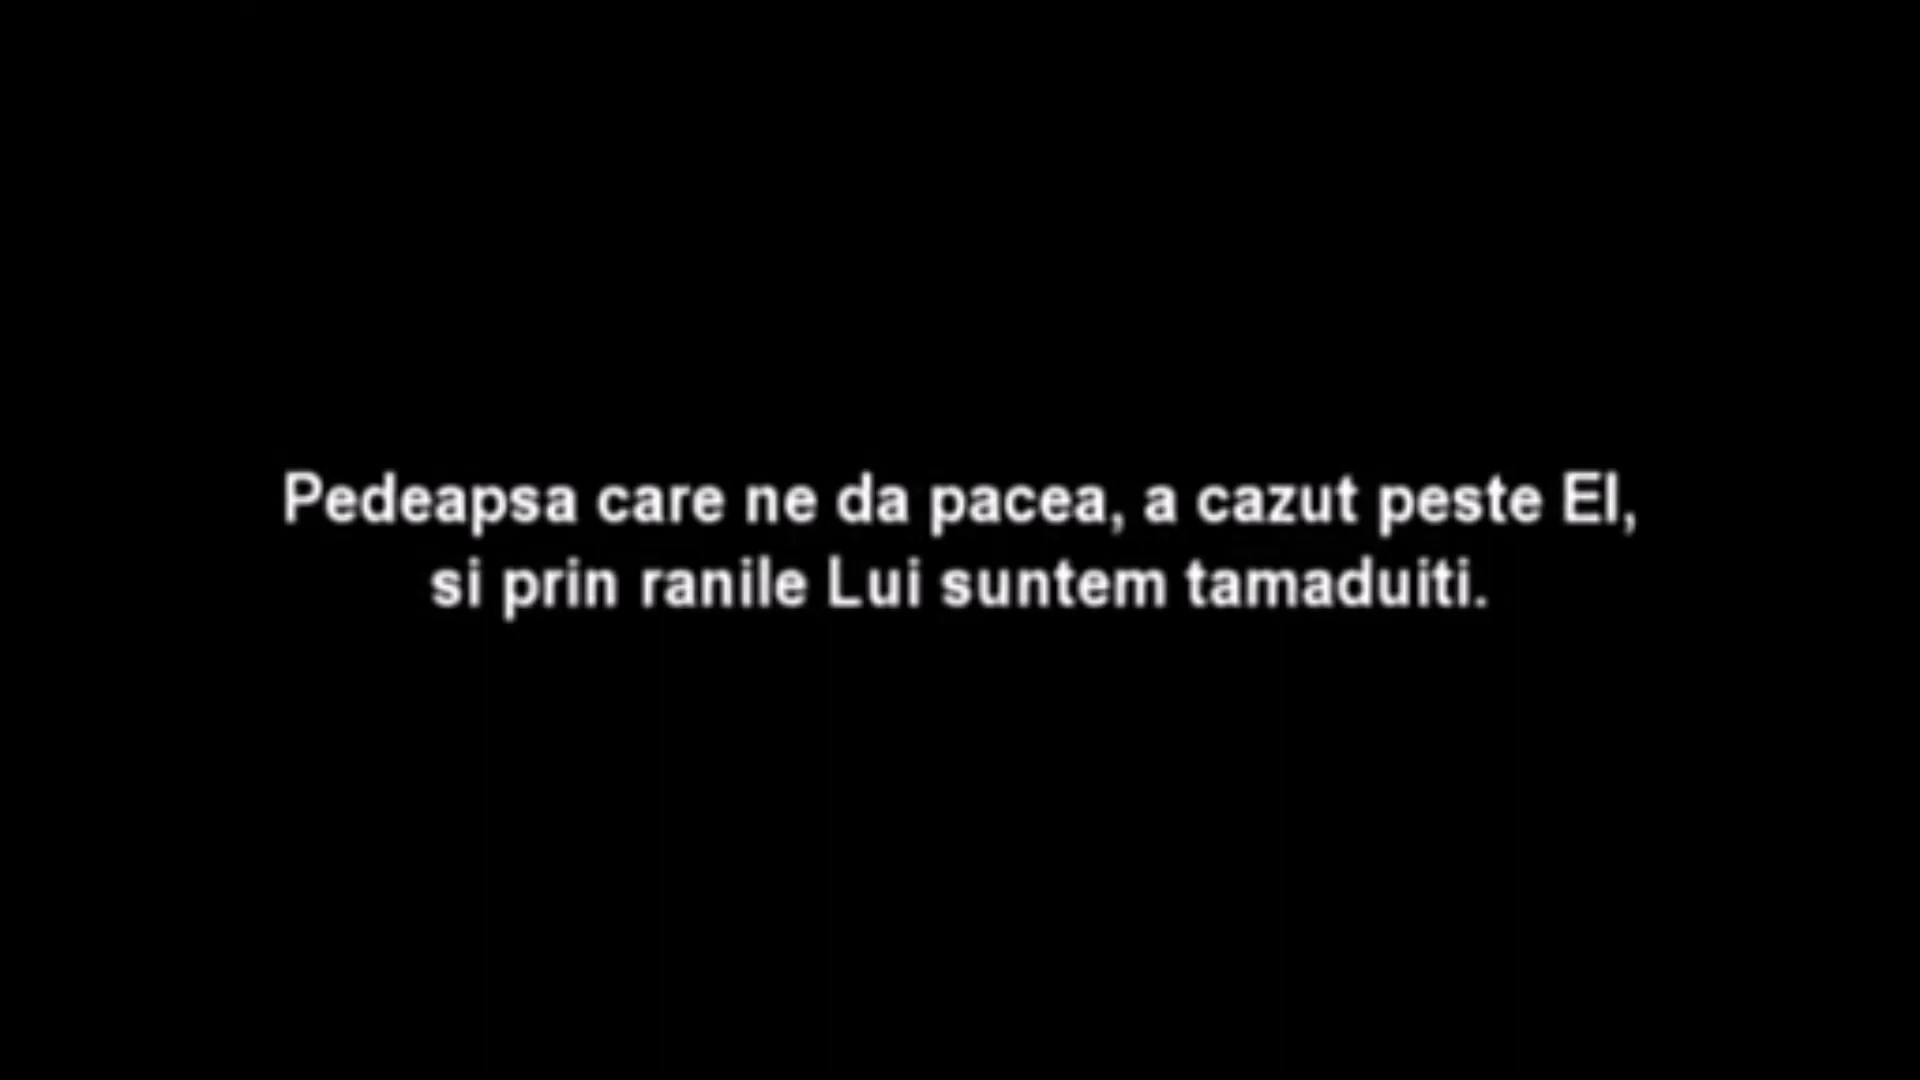 Pedeapsa care ne da pacea, a cazut peste El,
si prin ranile Lui suntem tamaduiti.